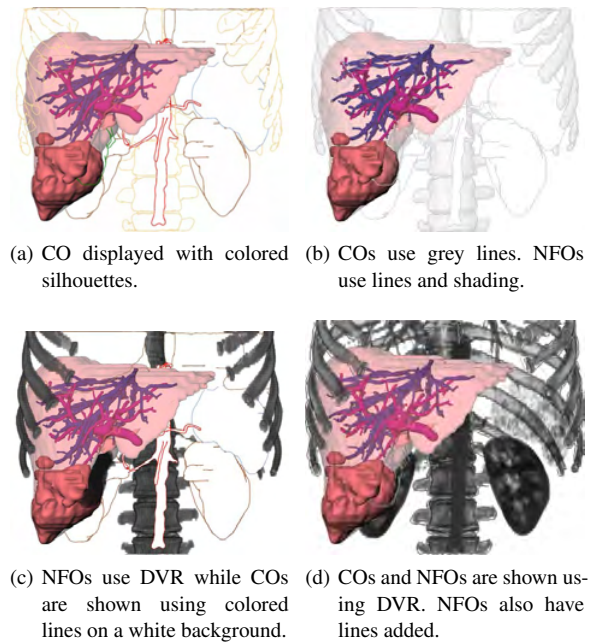 (a) CO displayed with colored
silhouettes.
(b) COs use grey lines. NFOs
use lines and shading.
(c) NFOs use DVR while COs
are shown using colored
lines on a white background.
(d) COs and NFOs are shown us-
ing DVR. NFOs also have
lines added.